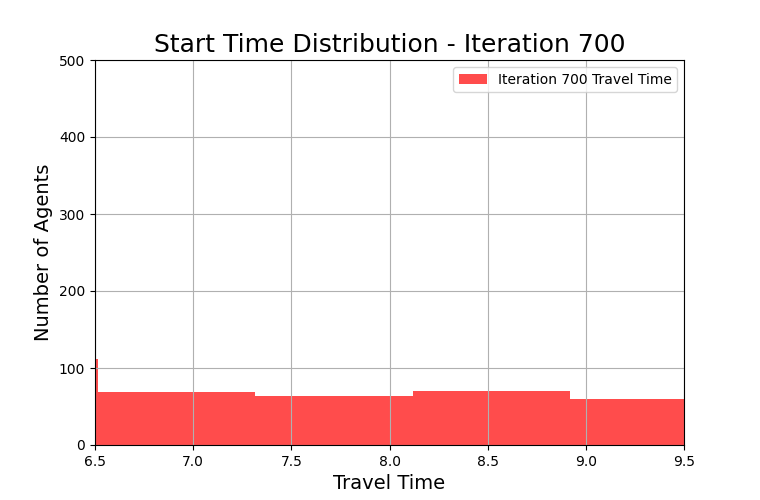 Start Time Distribution - Iteration 700
500
400
300
200
100
0
Number of Agents
Iteration 700 Travel Time
6.5 7.0 7.5 8.0 8.5 9.0 9.5
Travel Time